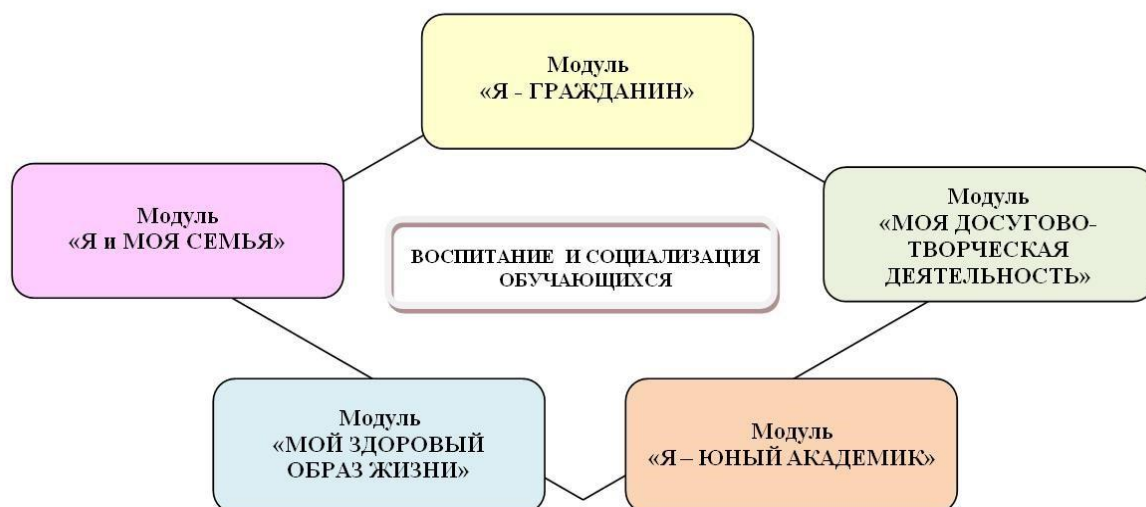 Модуль
«Я - ГРАЖДАНИН»
Модуль
«Я и МОЯ СЕМЬЯ»
ВОСПИТАНИЕ И СОЦИАЛИЗАЦИЯ
ОБУЧАЮЩИХСЯ
Модуль
«МОЯ ДОСУГОВО-
ТВОРЧЕСКАЯ
ДЕЯТЕЛЬНОСТЬ»
Модуль
«МОЙ ЗДОРОВЫЙ
ОБРАЗ ЖИЗНИ»
Модуль
«Я – ЮНЫЙ АКАДЕМИК»